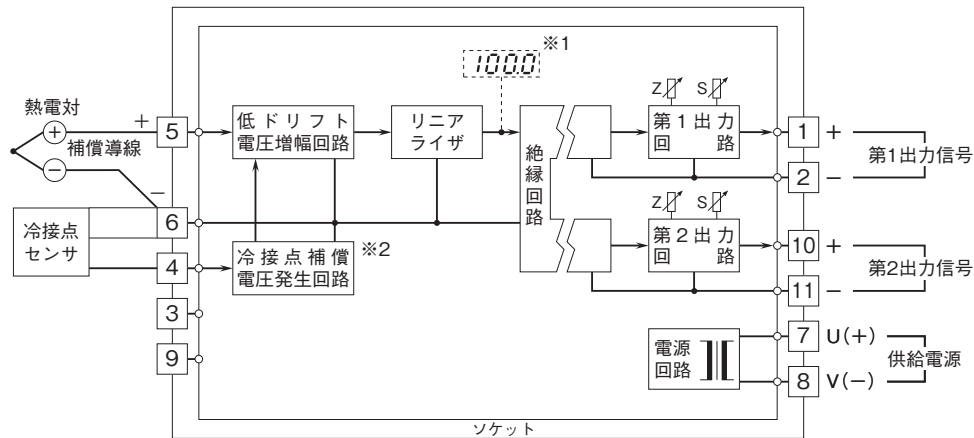 ※1
100.0
熱電対
+
補償導線
+
−
−
冷接点
センサ
5
6
4
3
9
低ドリフト
電圧増幅回路
リニア
ライザ
冷接点補償
電圧発生回路
※2
絶縁回路
Z
S
第1出力
回路
Z
S
第2出力
回路
電源
回路
1
+
2
−
第1出力信号
10
+
11
−
第2出力信号
7
U(+)
8
V(−)
供給電源
ソケット